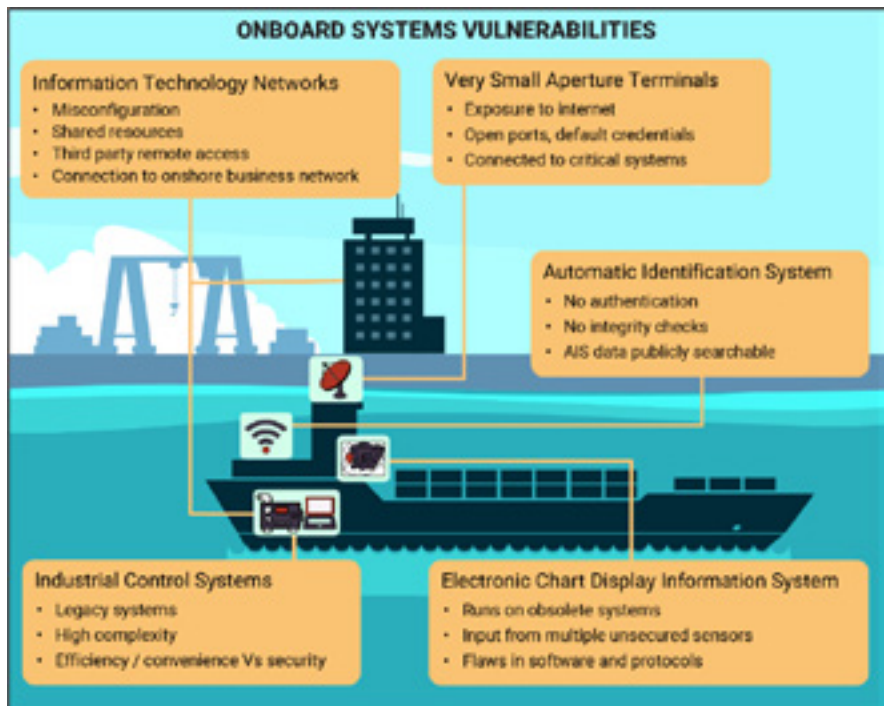 ONBOARD SYSTEMS VULNERABILITIES
Information Technology Networks
• Misconfiguration
• Shared resources
• Third party remote access
• Connection to onshore business network
Very Small Aperture Terminals
• Exposure to internet
• Open ports, default credentials
• Connected to critical systems
Automatic Identification System
• No authentication
• No integrity checks
• AIS data publicly searchable
Industrial Control Systems
• Legacy systems
• High complexity
• Efficiency / convenience Vs security
Electronic Chart Display Information System
• Runs on obsolete systems
• Input from multiple unsecured sensors
• Flaws in software and protocols